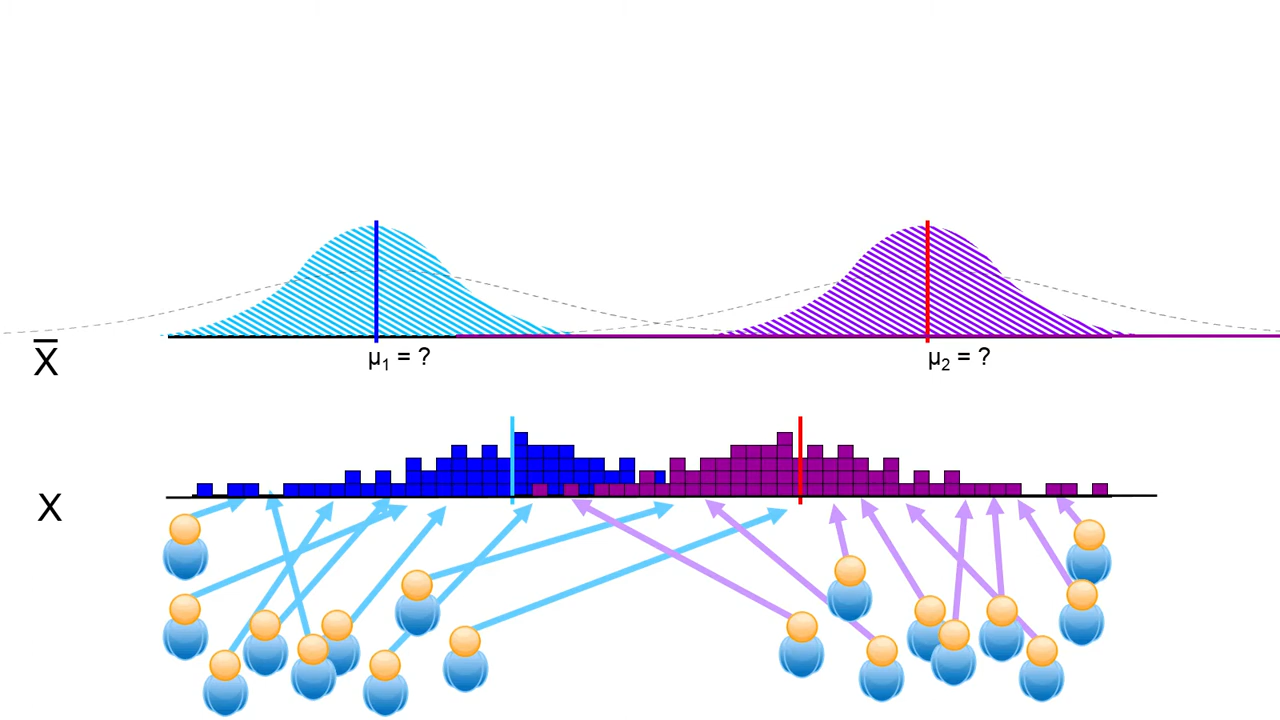 X̅
μ₁ = ?
μ₂ = ?
X